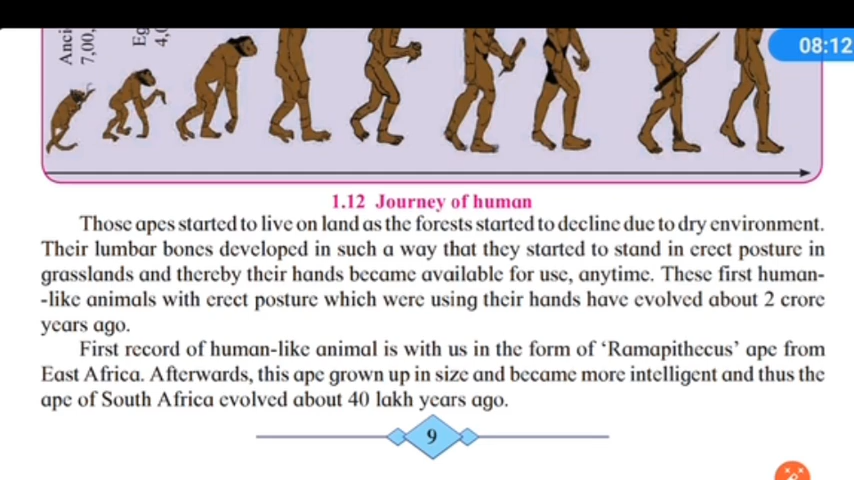 Anci
7,00,
Eg
08:12
1.12 Journey of human
Those apes started to live on land as the forests started to decline due to dry environment.
Their lumbar bones developed in such a way that they started to stand in erect posture in
grasslands and thereby their hands became available for use, anytime. These first human-
-like animals with erect posture which were using their hands have evolved about 2 crore
years ago.
First record of human-like animal is with us in the form of ‘Ramapithecus’ ape from
East Africa. Afterwards, this ape grown up in size and became more intelligent and thus the
ape of South Africa evolved about 40 lakh years ago.
9